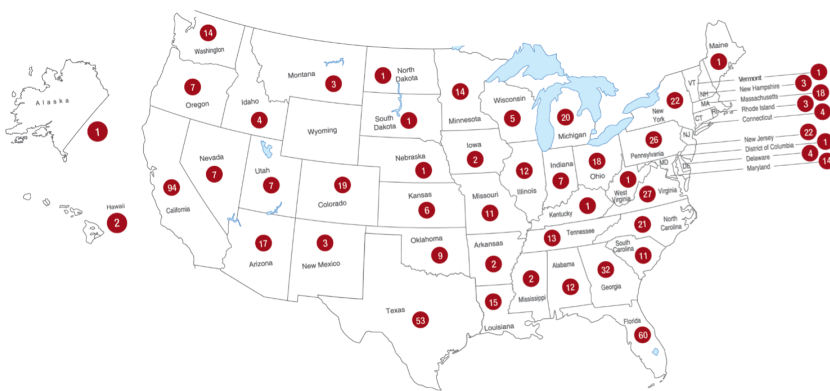 14
Washington
Maine
1
Montana
3
1
North
Dakota
14
Minnesota
VT
Vermont
1
NH
New Hampshire
3
MA
Massachusetts
18
Rhode Island
3
CT
RI
Connecticut
4
Alaska
1
7
Oregon
Idaho
4
Wyoming
South
Dakota
1
Wisconsin
5
20
Michigan
22
New
York
26
Pennsylvania
NJ
New Jersey
22
District of Columbia
1
MD
DE
Delaware
4
Maryland
14
Nevada
7
Utah
7
19
Colorado
Nebraska
1
Iowa
2
12
Illinois
Indiana
7
18
Ohio
1
West
Virginia
27
Virginia
94
California
Kansas
6
Missouri
11
Kentucky
1
Hawaii
2
17
Arizona
3
New Mexico
Oklahoma
9
Arkansas
2
13
Tennessee
21
North
Carolina
South
Carolina
11
Texas
53
15
Louisiana
2
Mississippi
Alabama
12
32
Georgia
Florida
60